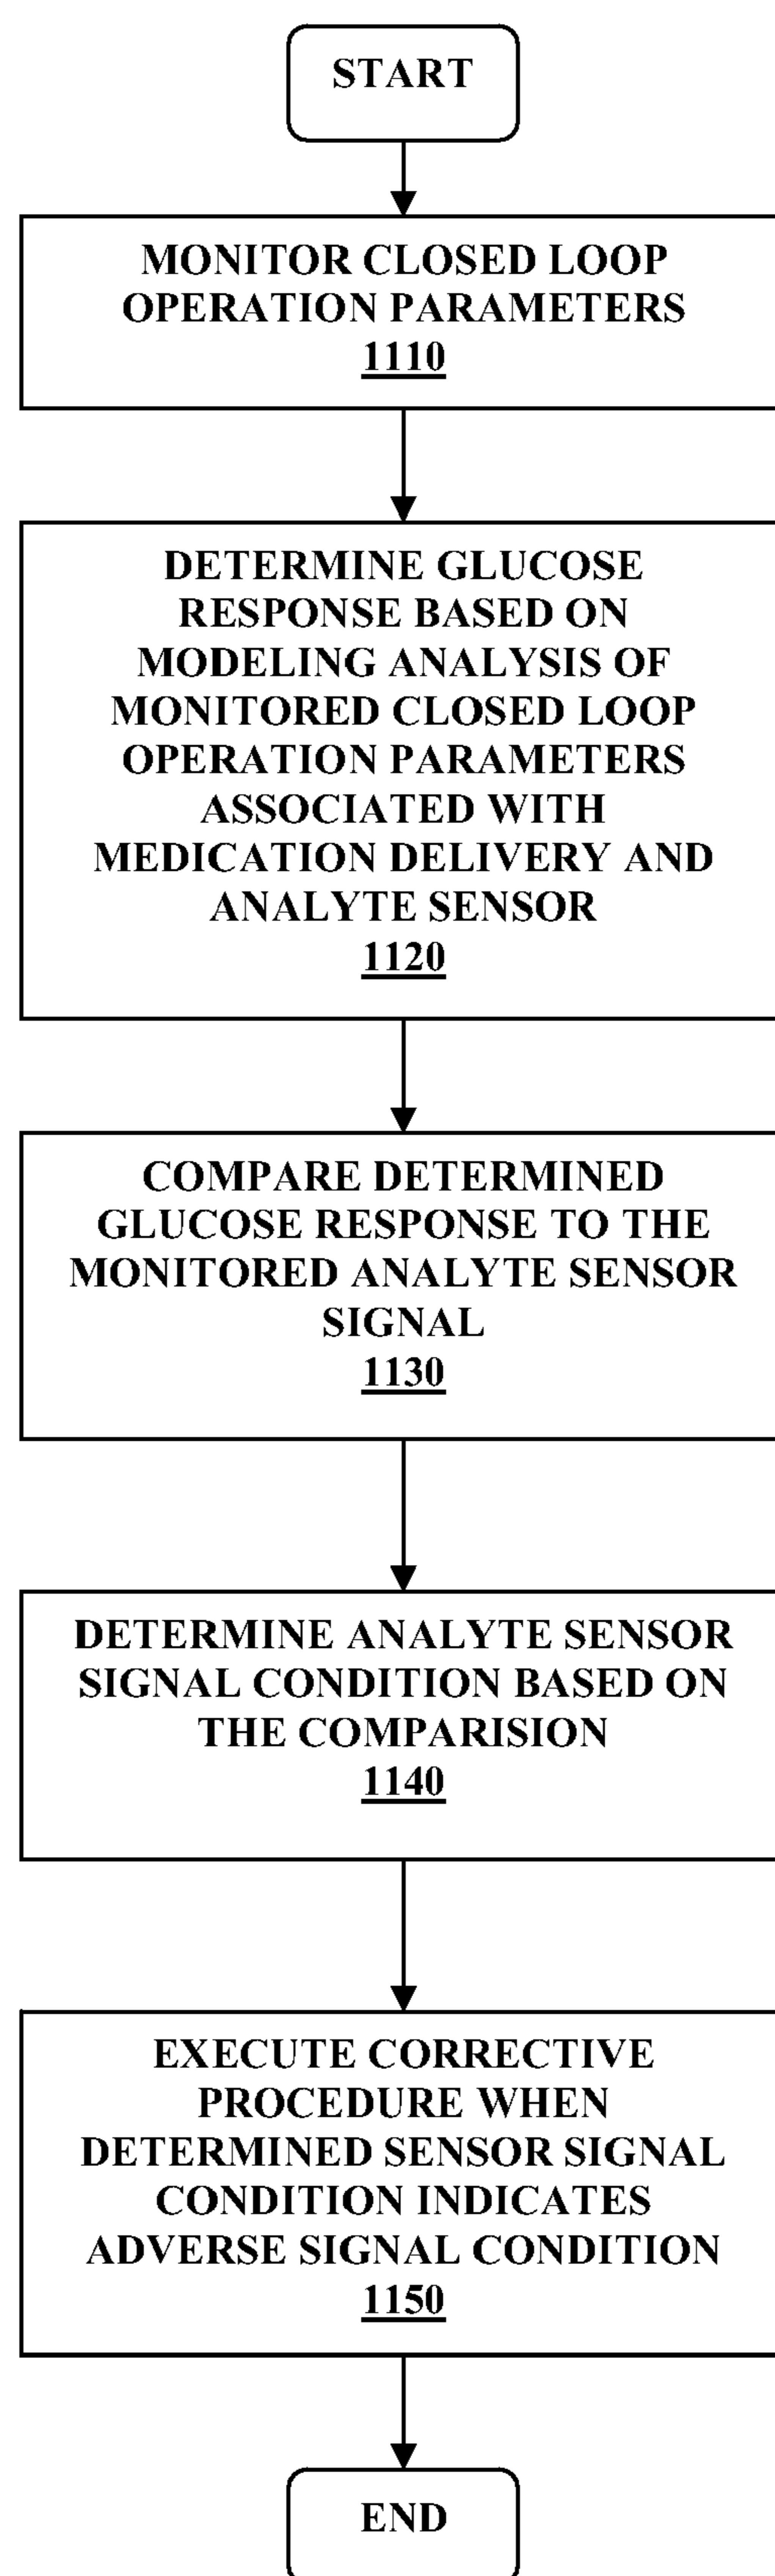 START
MONITOR CLOSED LOOP
OPERATION PARAMETERS
1110
DETERMINE GLUCOSE
RESPONSE BASED ON
MODELING ANALYSIS OF
MONITORED CLOSED LOOP
OPERATION PARAMETERS
ASSOCIATED WITH
MEDICATION DELIVERY AND
ANALYTE SENSOR
1120
COMPARE DETERMINED
GLUCOSE RESPONSE TO THE
MONITORED ANALYTE SENSOR
SIGNAL
1130
DETERMINE ANALYTE SENSOR
SIGNAL CONDITION BASED ON
THE COMPARISION
1140
EXECUTE CORRECTIVE
PROCEDURE WHEN
DETERMINED SENSOR SIGNAL
CONDITION INDICATES
ADVERSE SIGNAL CONDITION
1150
END